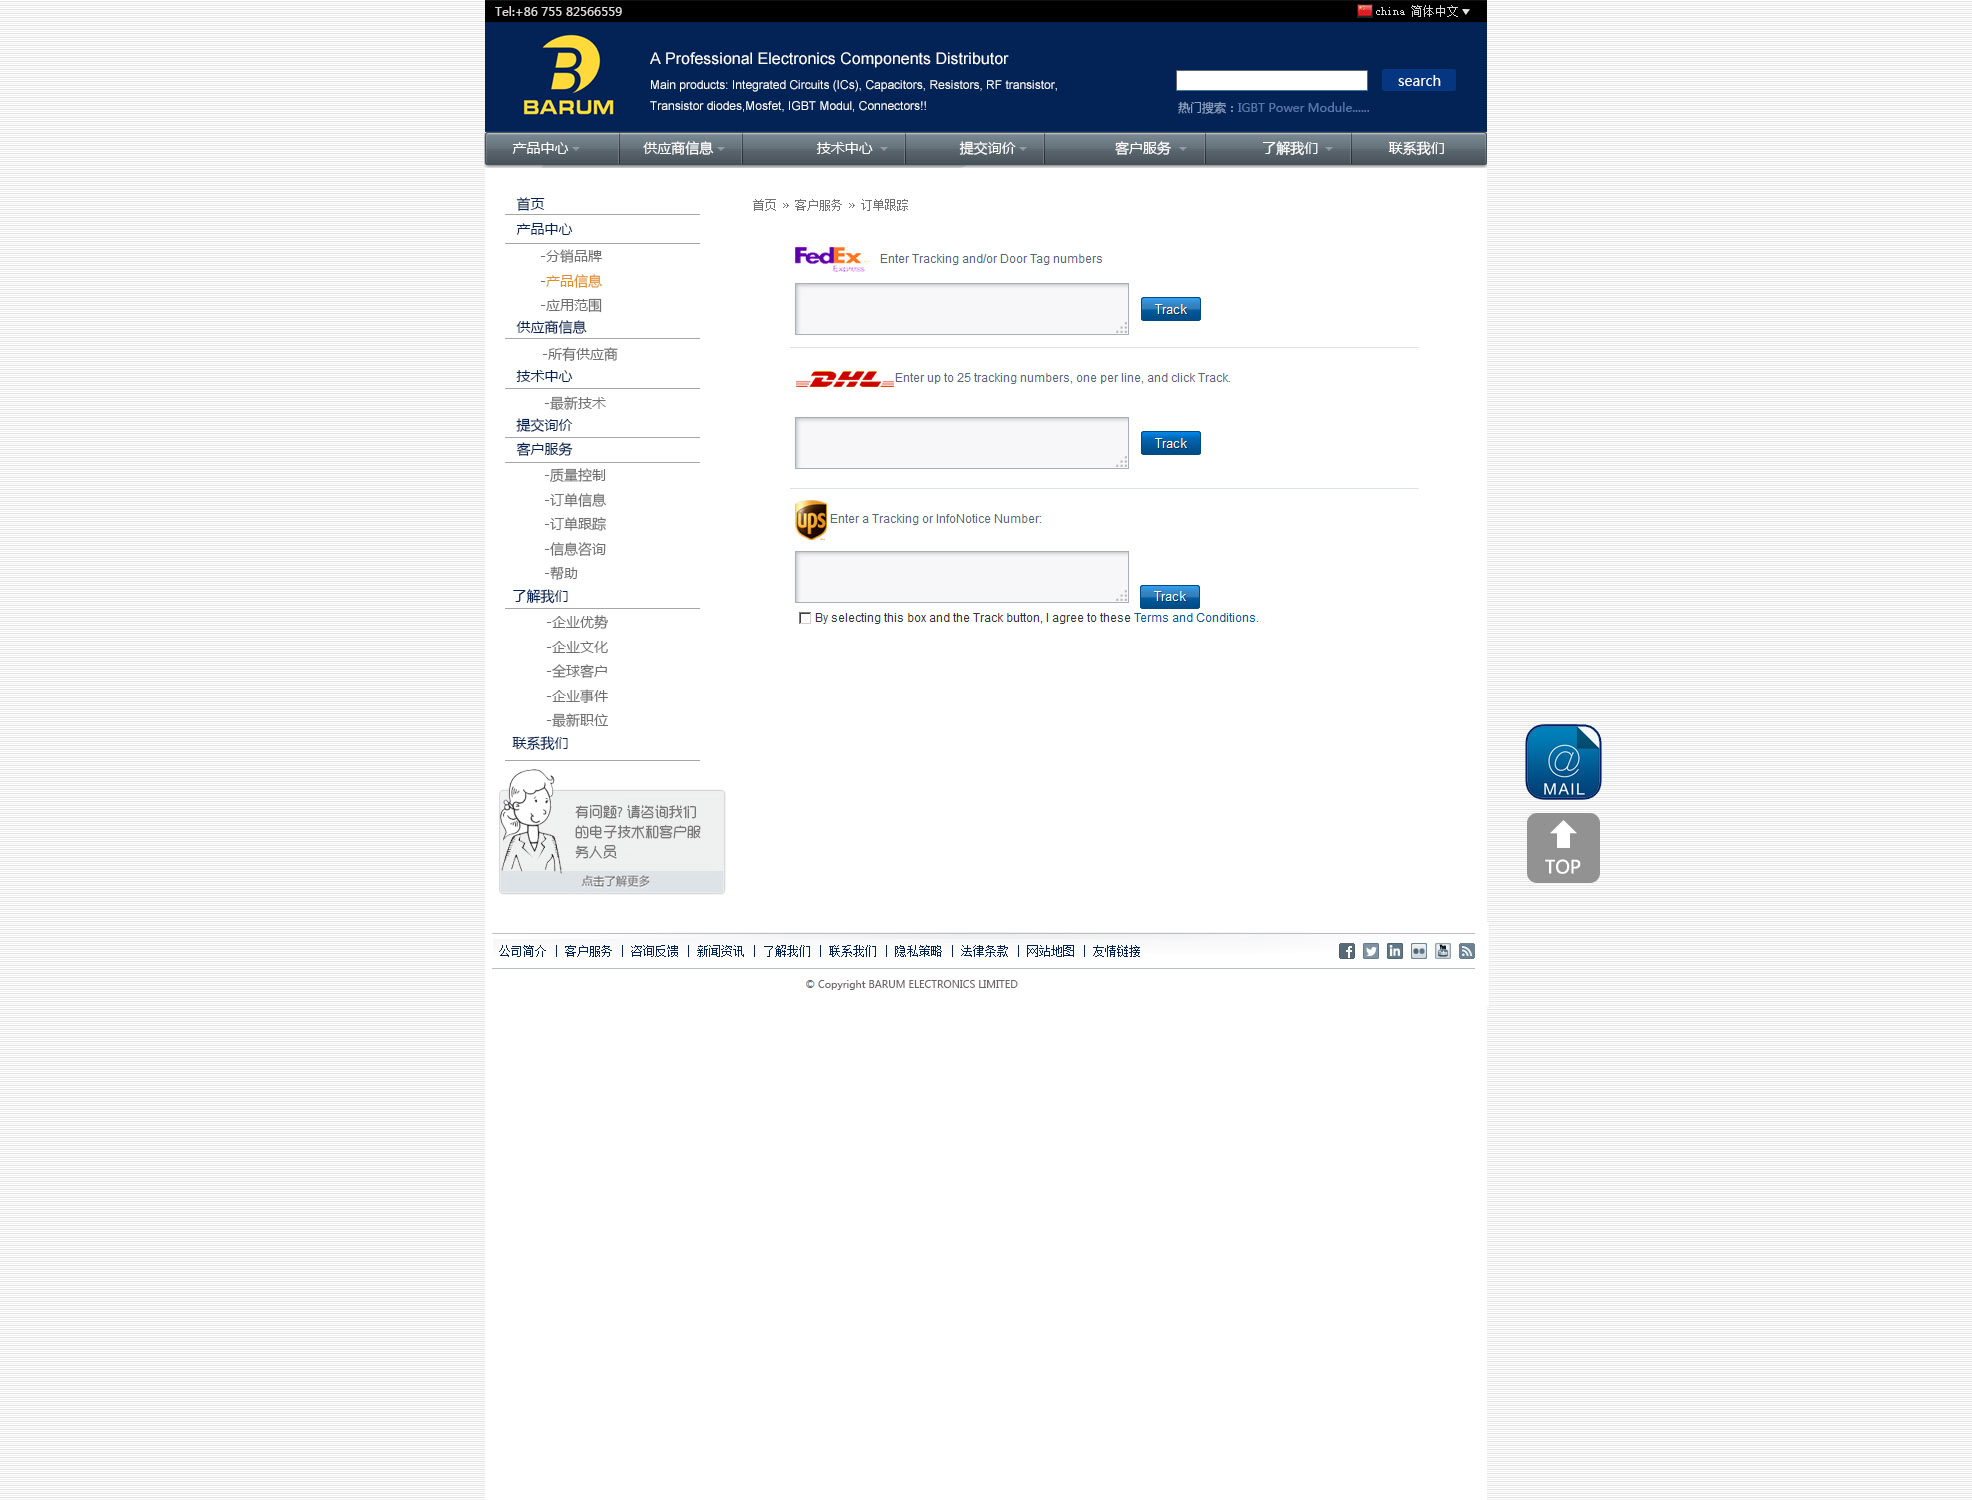 Tel:+86 755 82566559
china 简体中文
BARUM
A Professional Electronics Components Distributor
Main products: Integrated Circuits (ICs), Capacitors, Resistors, RF transistor,
Transistor diodes,Mosfet, IGBT Modul, Connectors!!
search
热门搜索：IGBT Power Module......
产品中心 供应商信息 技术中心 提交询价 客户服务 了解我们 联系我们
首页
产品中心
-分销品牌
-产品信息
-应用范围
供应商信息
-所有供应商
技术中心
-最新技术
提交询价
客户服务
-质量控制
-订单信息
-订单跟踪
-信息咨询
-帮助
了解我们
-企业优势
-企业文化
-全球客户
-企业事件
-最新职位
联系我们
有问题? 请咨询我们
的电子技术和客户服
务人员
点击了解更多
首页 » 客户服务 » 订单跟踪
FedEx Express
Enter Tracking and/or Door Tag numbers
Track
DHL
Enter up to 25 tracking numbers, one per line, and click Track.
Track
ups
Enter a Tracking or InfoNotice Number:
Track
By selecting this box and the Track button, I agree to these Terms and Conditions.
@
MAIL
TOP
公司简介 | 客户服务 | 咨询反馈 | 新闻资讯 | 了解我们 | 联系我们 | 隐私策略 | 法律条款 | 网站地图 | 友情链接
© Copyright BARUM ELECTRONICS LIMITED